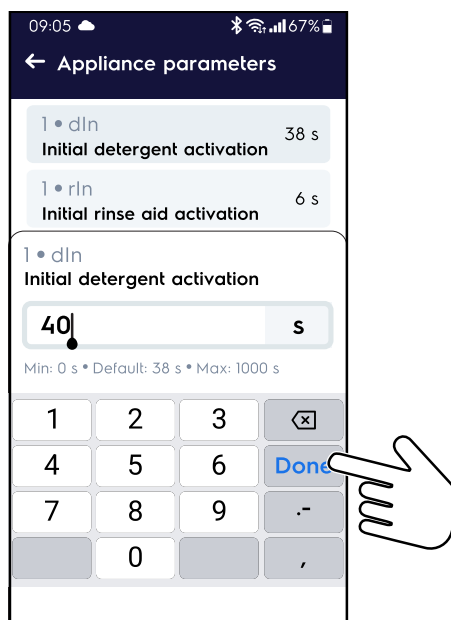 09:05 67%
← Appliance parameters
1 • dIn
Initial detergent activation
38 s
1 • rIn
Initial rinse aid activation
6 s
1 • dIn
Initial detergent activation
40 s
Min: 0 s • Default: 38 s • Max: 1000 s
1 2 3
4 5 6 Done
7 8 9 .-
0 ,